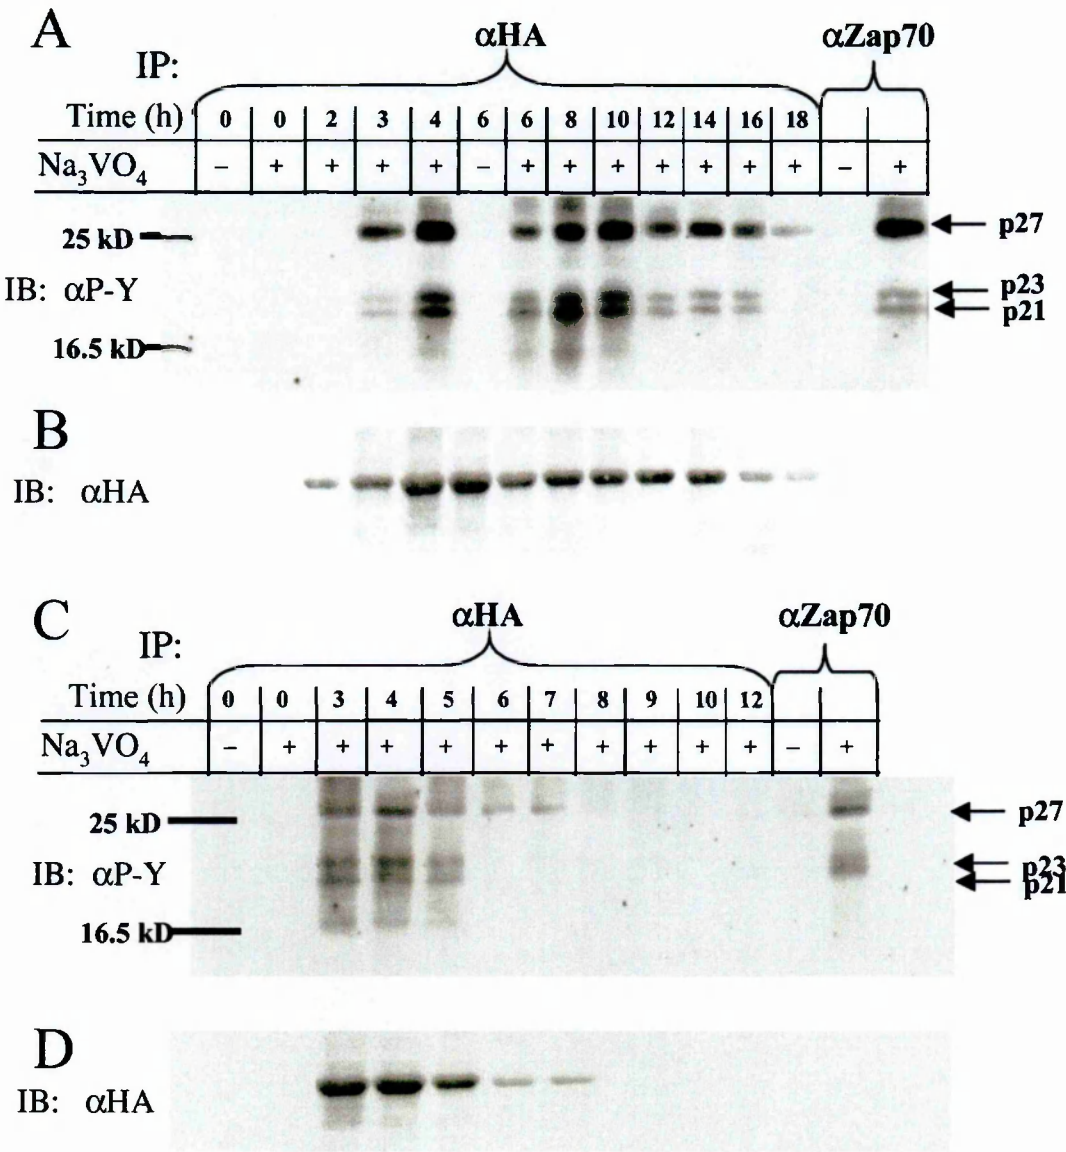 A
αHA
αZap70
IP:
Time (h) 0 0 2 3 4 6 6 8 10 12 14 16 18
Na₃VO₄ – + + + + – + + + + + + + – +
p27
25 kD
IB: αP-Y
p23
p21
16.5 kD
B
IB: αHA
C
αHA
αZap70
IP:
Time (h) 0 0 3 4 5 6 7 8 9 10 12
Na₃VO₄ – + + + + + + + + + + – +
p27
25 kD
IB: αP-Y
p23
p21
16.5 kD
D
IB: αHA